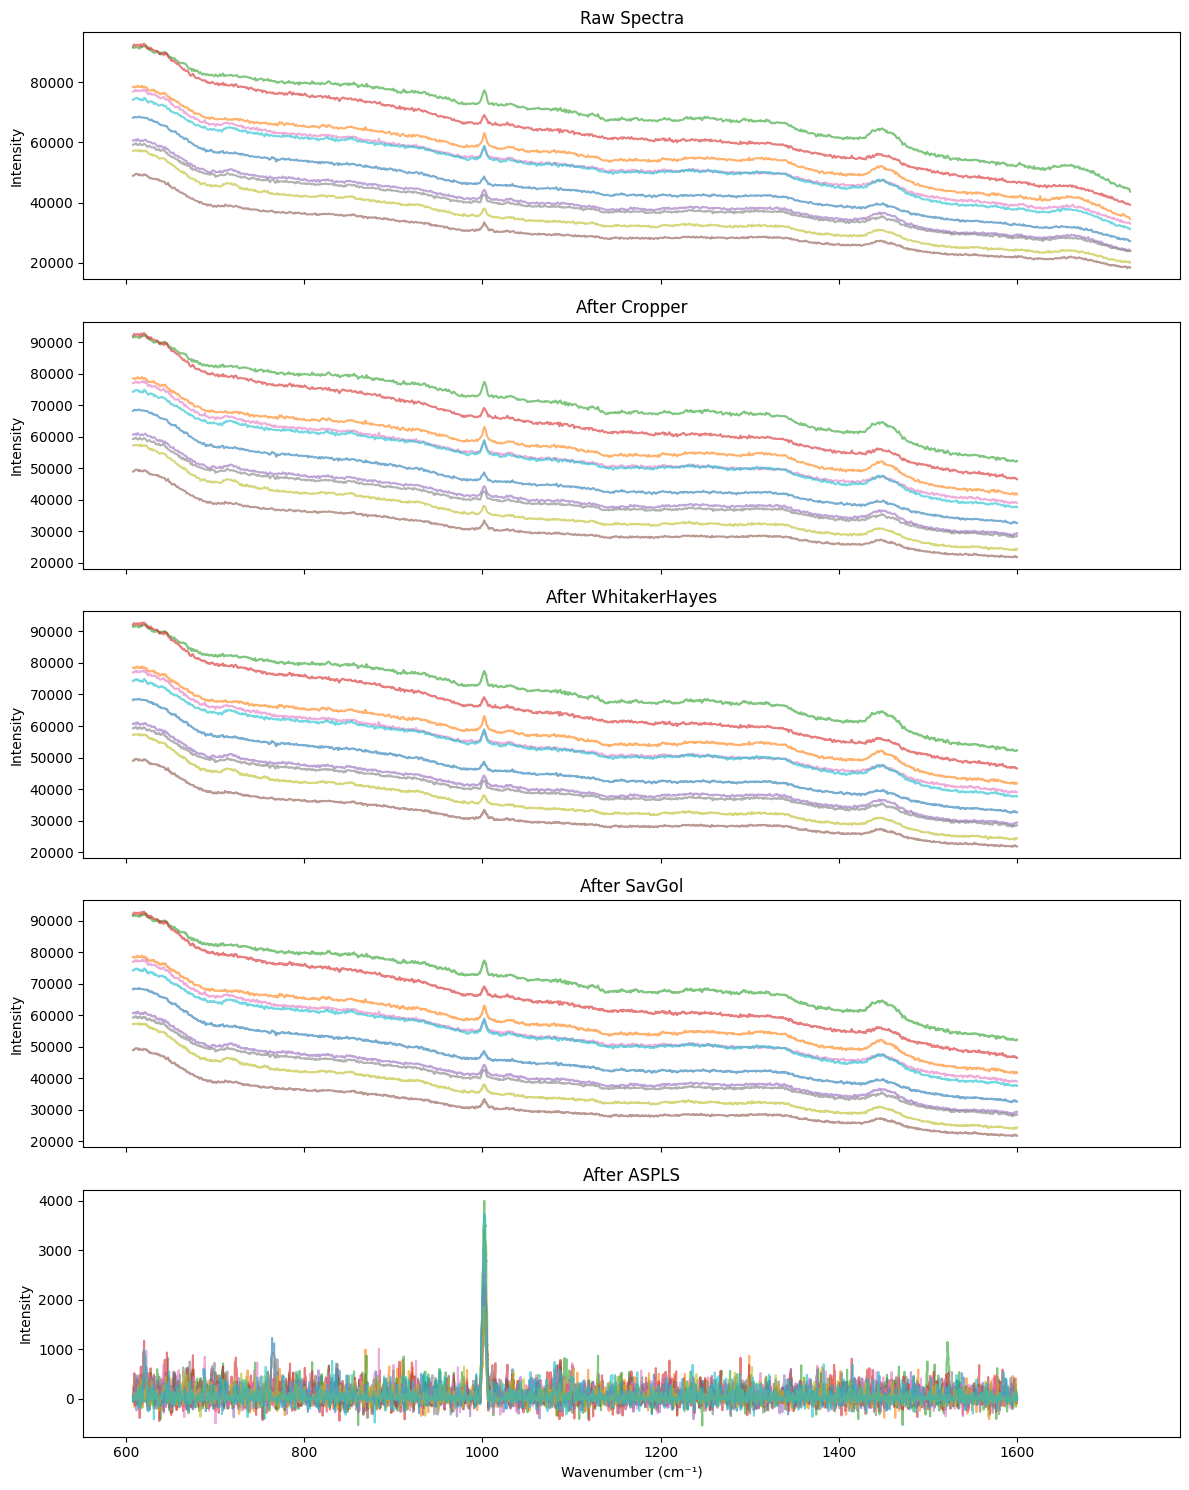 Raw Spectra
Intensity
80000
60000
40000
20000
After Cropper
Intensity
90000
80000
70000
60000
50000
40000
30000
20000
After WhitakerHayes
Intensity
90000
80000
70000
60000
50000
40000
30000
20000
After SavGol
Intensity
90000
80000
70000
60000
50000
40000
30000
20000
After ASPLS
Intensity
4000
3000
2000
1000
0
600 800 1000 1200 1400 1600
Wavenumber (cm⁻¹)